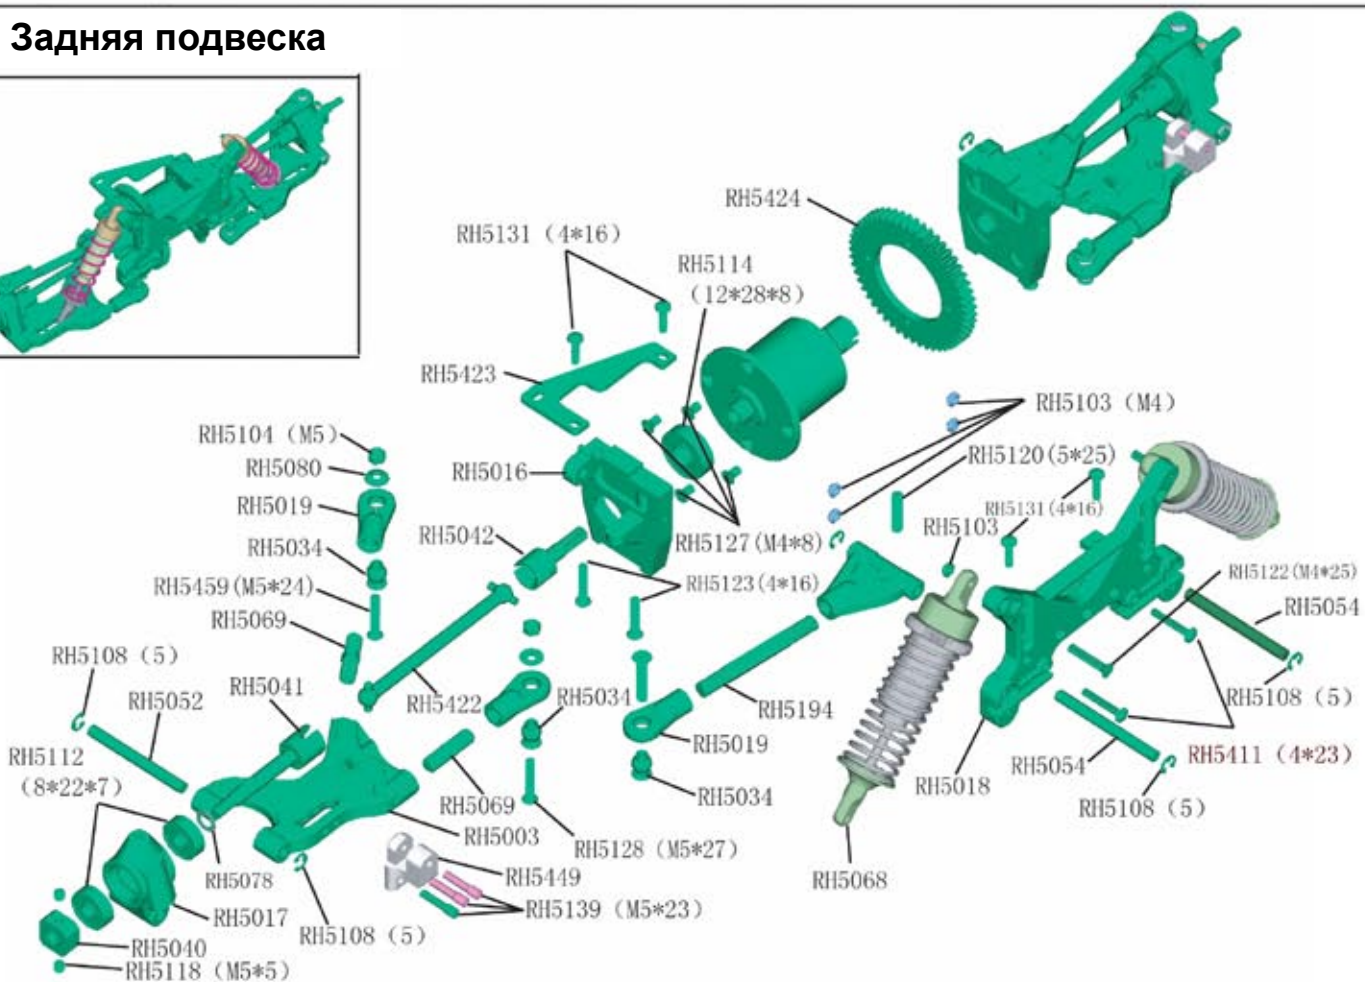 Задняя подвеска
RH5424
RH5131 (4*16)
RH5114
(12*28*8)
RH5423
RH5103 (M4)
RH5104 (M5)
RH5080
RH5016
RH5120(5*25)
RH5019
RH5131(4*16)
RH5103
RH5042
RH5127(M4*8)
RH5034
RH5123(4*16)
RH5122(M4*25)
RH5459(M5*24)
RH5054
RH5069
RH5108 (5)
RH5041
RH5034
RH5052
RH5422
RH5194
RH5108 (5)
RH5019
RH5112
(8*22*7)
RH5411 (4*23)
RH5054
RH5018
RH5069
RH5034
RH5108 (5)
RH5003
RH5128 (M5*27)
RH5078
RH5449
RH5068
RH5017
RH5139 (M5*23)
RH5108 (5)
RH5040
RH5118 (M5*5)